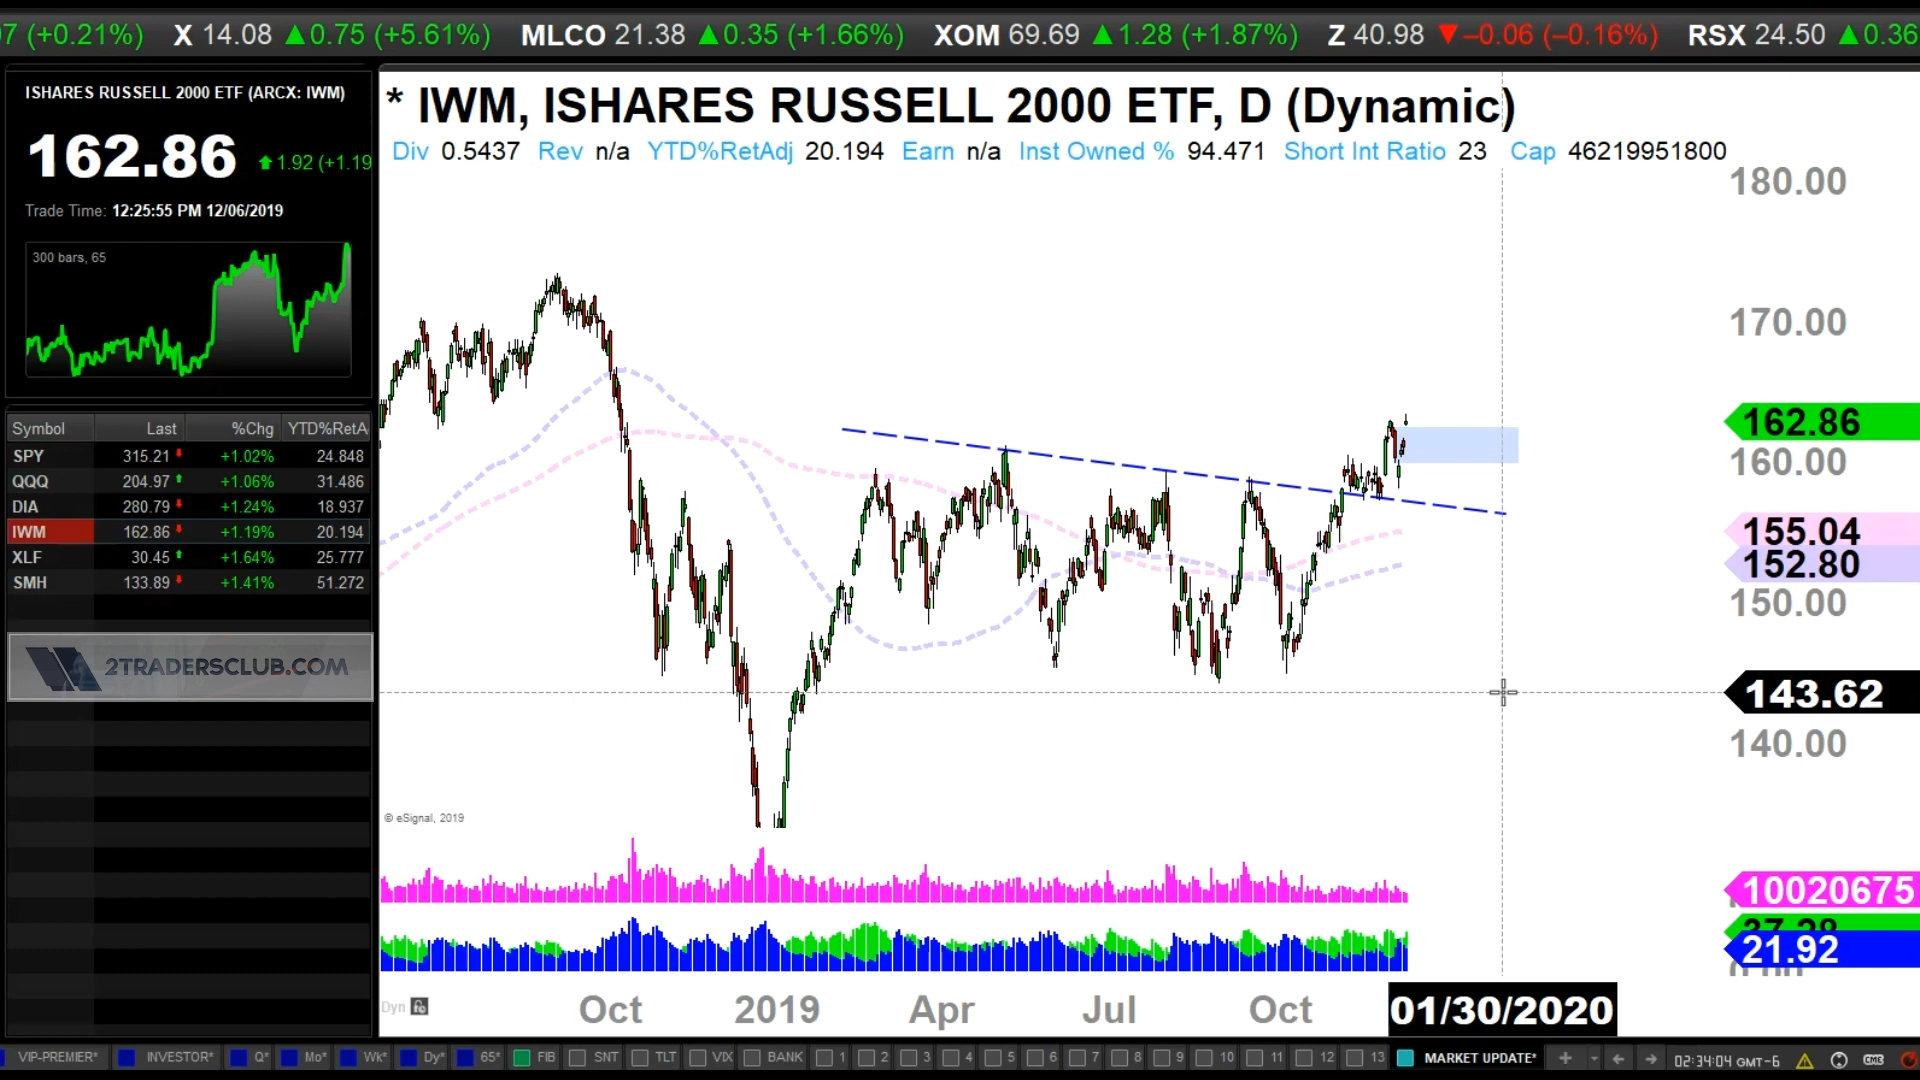 7 (+0.21%) X 14.08 ▲0.75 (+5.61%) MLCO 21.38 ▲0.35 (+1.66%) XOM 69.69 ▲1.28 (+1.87%) Z 40.98 ▼–0.06 (–0.16%) RSX 24.50 ▲0.36
ISHARES RUSSELL 2000 ETF (ARCX: IWM)
162.86 1.92 (+1.19
Trade Time: 12:25:55 PM 12/06/2019
300 bars, 65
Symbol Last %Chg YTD%RetA
SPY 315.21 +1.02% 24.848
QQQ 204.97 +1.06% 31.486
DIA 280.79 +1.24% 18.937
IWM 162.86 +1.19% 20.194
XLF 30.45 +1.64% 25.777
SMH 133.89 +1.41% 51.272
2TRADERSCLUB.COM
* IWM, ISHARES RUSSELL 2000 ETF, D (Dynamic)
Div 0.5437 Rev n/a YTD%RetAdj 20.194 Earn n/a Inst Owned % 94.471 Short Int Ratio 23 Cap 46219951800
180.00
170.00
162.86
160.00
155.04
152.80
150.00
143.62
140.00
© eSignal, 2019
10020675
21.92
Dyn Oct 2019 Apr Jul Oct 01/30/2020
VIP-PREMIER* INVESTOR* Q* Mo* Wk* Dy* 65* FIB SNT TLT VIX BANK 1 2 3 4 5 6 7 8 9 10 11 12 13 MARKET UPDATE* 02:34:04 GMT-6 CME